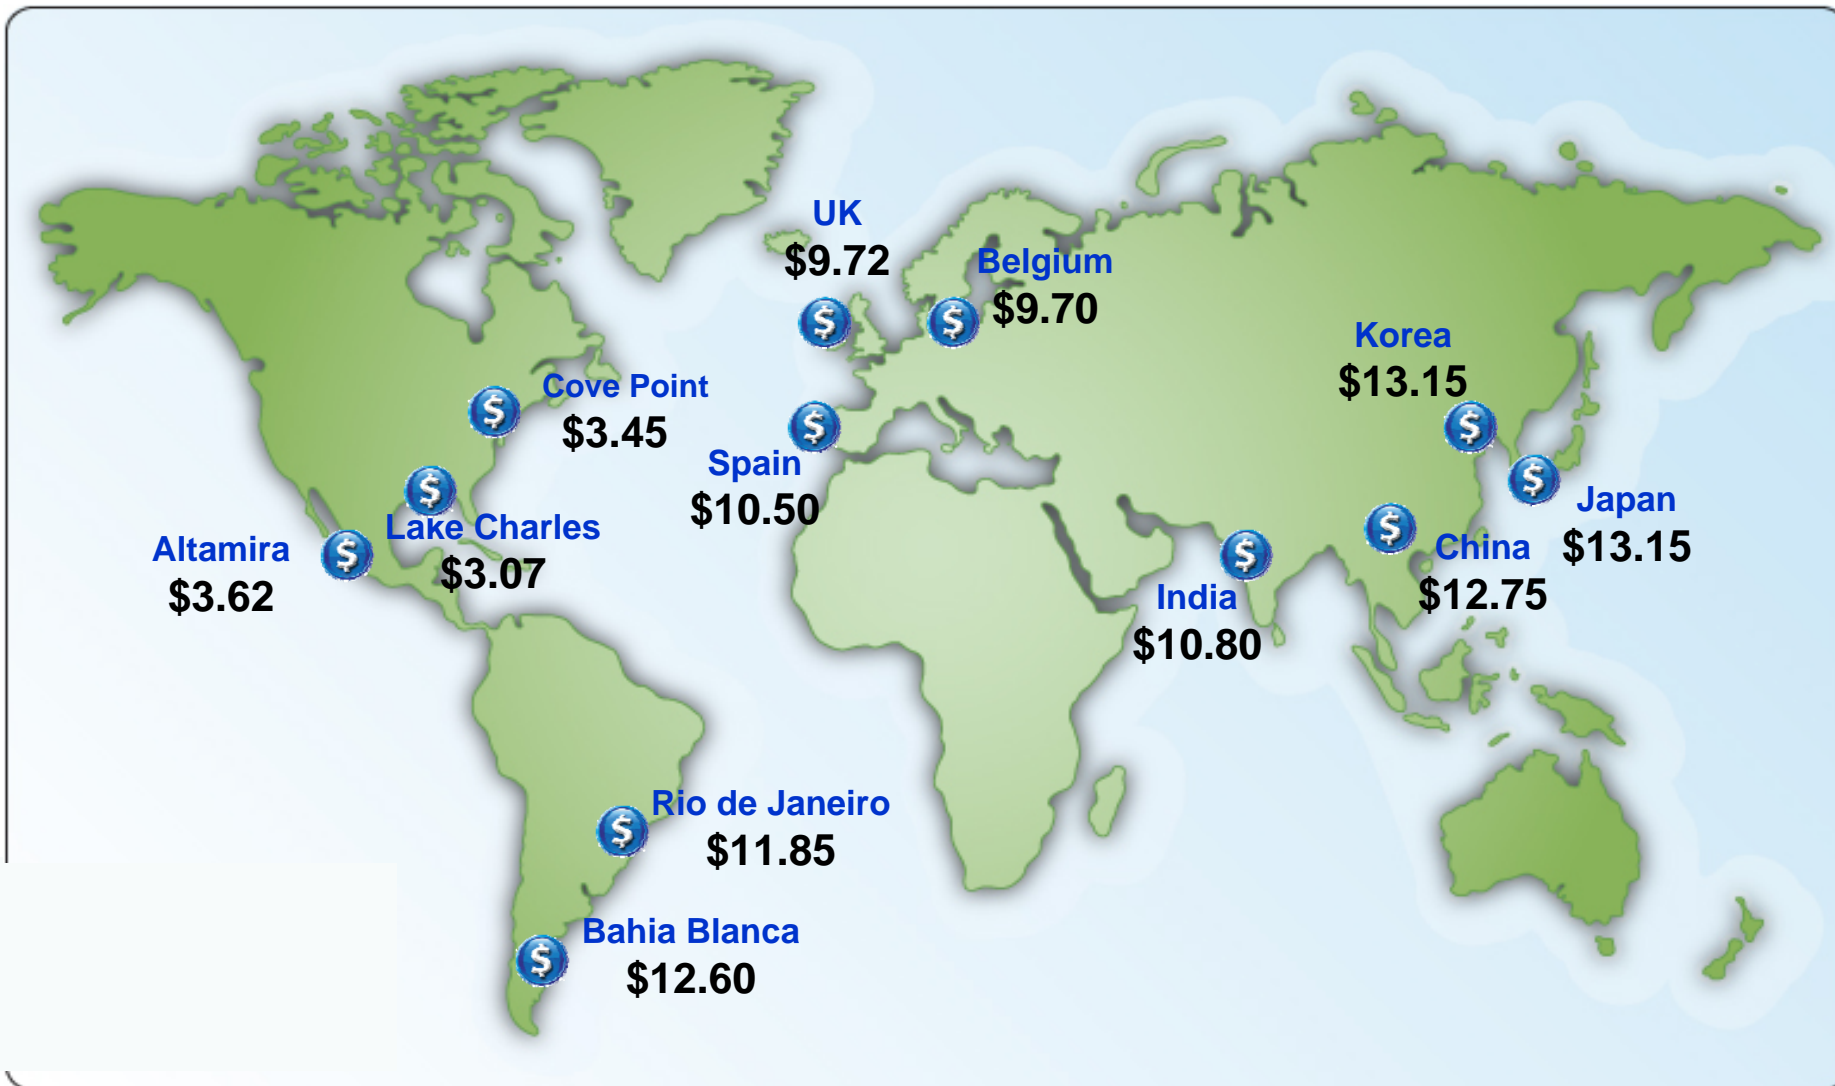 UK
$9.72
Belgium
$9.70
Korea
$13.15
Cove Point
$3.45
Spain
$10.50
Lake Charles
$3.07
Altamira
$3.62
Japan
$13.15
China
$12.75
India
$10.80
Rio de Janeiro
$11.85
Bahia Blanca
$12.60